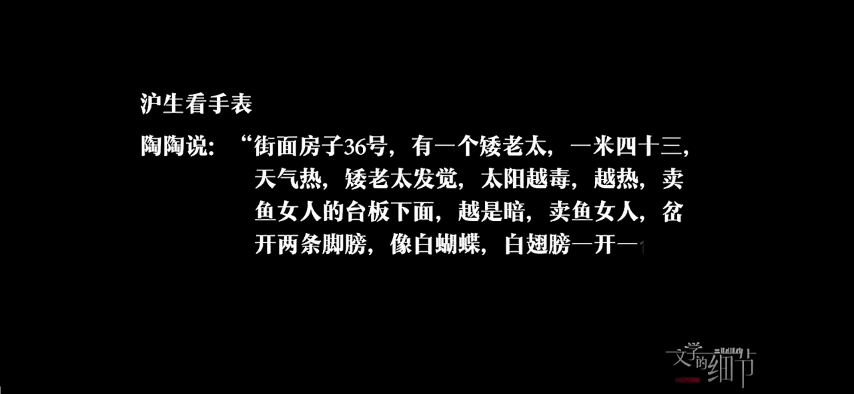 沪生看手表
陶陶说：“街面房子36号，有一个矮老太，一米四十三，
天气热，矮老太发觉，太阳越毒，越热，卖
鱼女人的台板下面，越是暗，卖鱼女人，岔
开两条脚膀，像白蝴蝶，白翅膀一开一
文学的细节